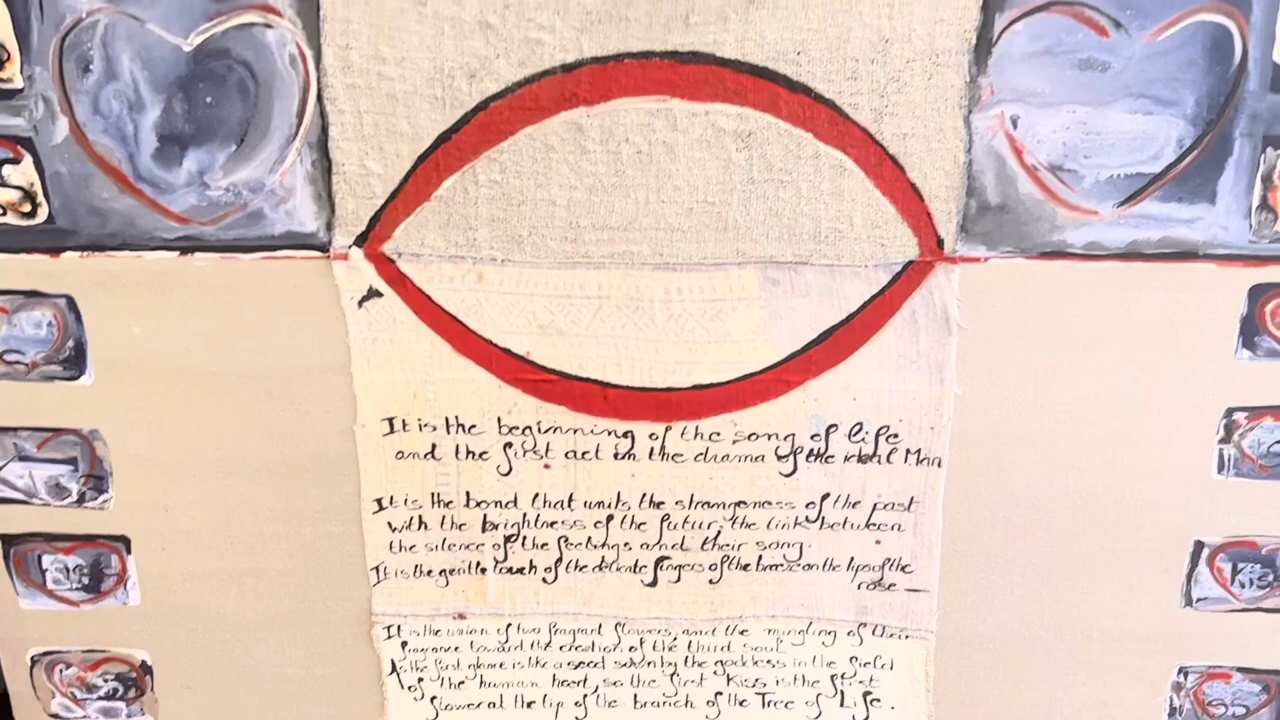 It is the beginning of the song of life
and the first act in the drama of the ideal Man
It is the bond that units the strangeness of the past
with the brightness of the futur, the link between
the silence of the feelings and their song.
It is the gentle touch of the delicate fingers of the breeze on the lips of the
rose —
It is the union of two fragrant flowers, and the mingling of their
fragrance toward the creation of the third soul
As the first glance is like a seed sown by the goddess in the field
of the human heart, so the first Kiss is the first
flower at the tip of the branch of the Tree of Life.
Kis